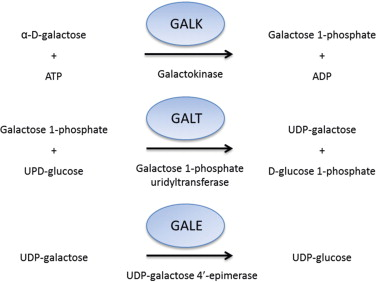 GALK
α-D-galactose
Galactose 1-phosphate
+
+
ATP
Galactokinase
ADP
GALT
Galactose 1-phosphate
UDP-galactose
+
Galactose 1-phosphate
+
UPD-glucose
uridyltransferase
D-glucose 1-phosphate
GALE
UDP-galactose
UDP-glucose
UDP-galactose 4′-epimerase